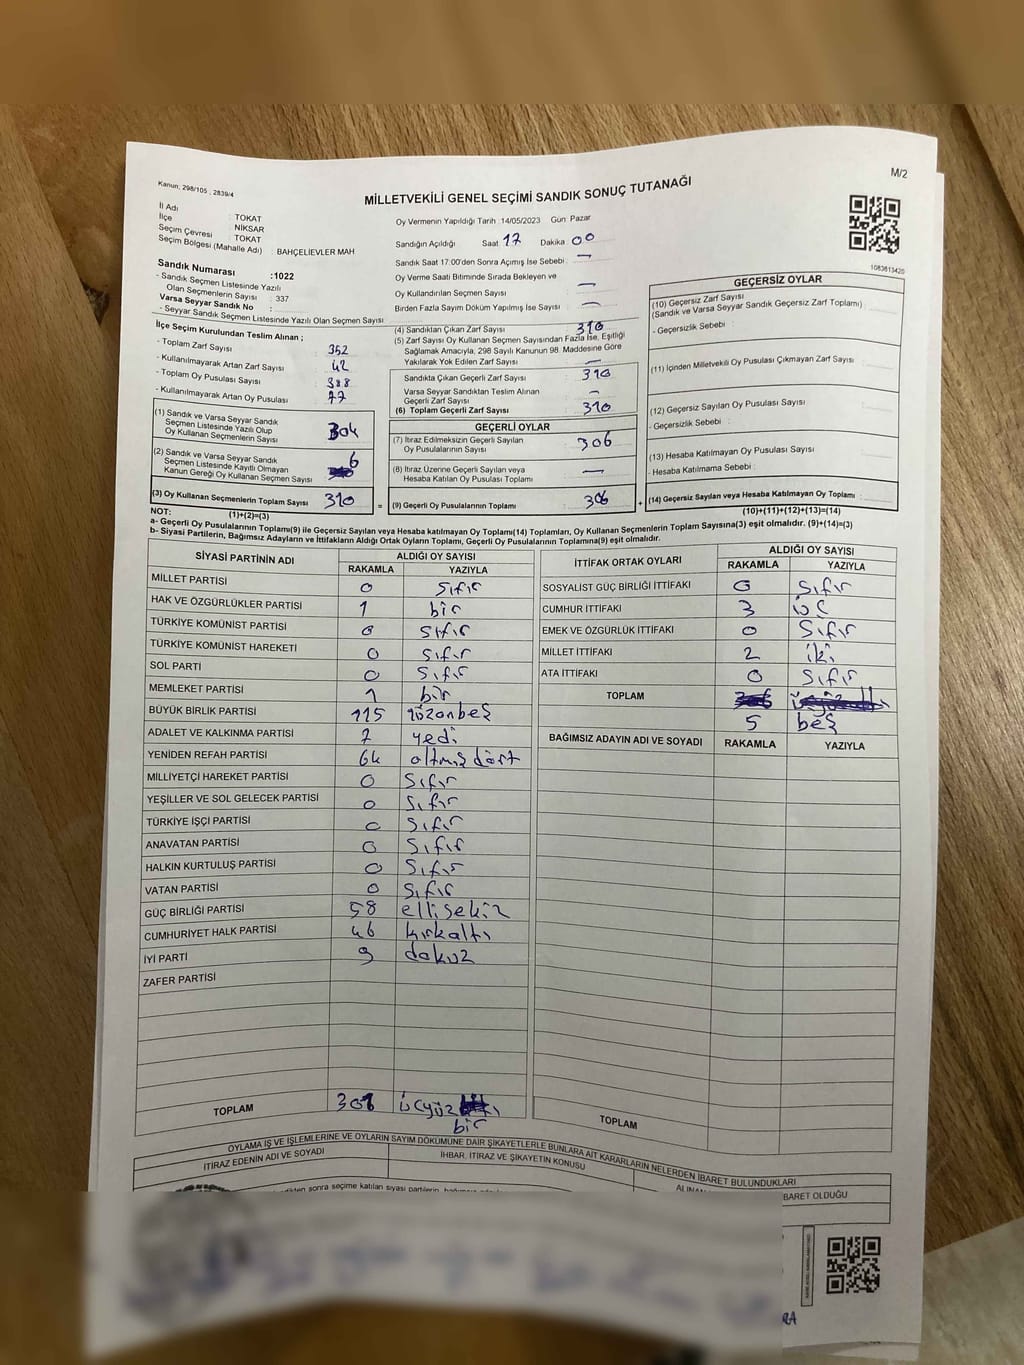 Kanun; 298/105 , 2839/4
M/2
MİLLETVEKİLİ GENEL SEÇİMİ SANDIK SONUÇ TUTANAĞI
İl Adı : TOKAT
İlçe : NİKSAR
Seçim Çevresi : TOKAT
Seçim Bölgesi (Mahalle Adı) : BAHÇELİEVLER MAH
Sandık Numarası :1022
- Sandık Seçmen Listesinde Yazılı
Olan Seçmenlerin Sayısı : 337
Varsa Seyyar Sandık No :
- Seyyar Sandık Seçmen Listesinde Yazılı Olan Seçmen Sayısı
İlçe Seçim Kurulundan Teslim Alınan ;
- Toplam Zarf Sayısı : 352
- Kullanılmayarak Artan Zarf Sayısı : 42
- Toplam Oy Pusulası Sayısı : 388
- Kullanılmayarak Artan Oy Pusulası : 77
(1) Sandık ve Varsa Seyyar Sandık
Seçmen Listesinde Yazılı Olup
Oy Kullanan Seçmenlerin Sayısı : 304
(2) Sandık ve Varsa Seyyar Sandık
Seçmen Listesinde Kayıtlı Olmayan
Kanun Gereği Oy Kullanan Seçmen Sayısı : 6
(3) Oy Kullanan Seçmenlerin Toplam Sayısı : 310
(1)+(2)=(3)
Oy Vermenin Yapıldığı Tarih :14/05/2023 Gün: Pazar
Sandığın Açıldığı Saat 17 Dakika 00
Sandık Saat 17:00'den Sonra Açımış İse Sebebi : —
Oy Verme Saati Bitiminde Sırada Bekleyen ve
Oy Kullandırılan Seçmen Sayısı : —
Birden Fazla Sayım Döküm Yapılmış İse Sayısı : —
(4) Sandıktan Çıkan Zarf Sayısı : 310
(5) Zarf Sayısı Oy Kullanan Seçmen Sayısından Fazla İse, Eşitliği
Sağlamak Amacıyla, 298 Sayılı Kanunun 98. Maddesine Göre
Yakılarak Yok Edilen Zarf Sayısı : —
Sandıkta Çıkan Geçerli Zarf Sayısı : 310
Varsa Seyyar Sandıktan Teslim Alınan
Geçerli Zarf Sayısı : —
(6) Toplam Geçerli Zarf Sayısı : 310
GEÇERLİ OYLAR
(7) İtiraz Edilmeksizin Geçerli Sayılan
Oy Pusulalarının Sayısı : 306
(8) İtiraz Üzerine Geçerli Sayılan veya
Hesaba Katılan Oy Pusulası Toplamı : —
= (9) Geçerli Oy Pusulalarının Toplamı : 306 +
1083813426
GEÇERSİZ OYLAR
(10) Geçersiz Zarf Sayısı
(Sandık ve Varsa Seyyar Sandık Geçersiz Zarf Toplamı) :
- Geçersizlik Sebebi :
(11) İçinden Milletvekili Oy Pusulası Çıkmayan Zarf Sayısı
(12) Geçersiz Sayılan Oy Pusulası Sayısı
- Geçersizlik Sebebi :
(13) Hesaba Katılmayan Oy Pusulası Sayısı
- Hesaba Katılmama Sebebi :
(14) Geçersiz Sayılan veya Hesaba Katılmayan Oy Toplamı :
(10)+(11)+(12)+(13)=(14)
NOT:
a- Geçerli Oy Pusulalarının Toplamı(9) ile Geçersiz Sayılan veya Hesaba katılmayan Oy Toplamı(14) Toplamları, Oy Kullanan Seçmenlerin Toplam Sayısına(3) eşit olmalıdır. (9)+(14)=(3)
b- Siyasi Partilerin, Bağımsız Adayların ve İttifakların Aldığı Ortak Oyların Toplamı, Geçerli Oy Pusulalarının Toplamına(9) eşit olmalıdır.
SİYASİ PARTİNİN ADI ALDIĞI OY SAYISI
RAKAMLA YAZIYLA
MİLLET PARTİSİ 0 sıfır
HAK VE ÖZGÜRLÜKLER PARTİSİ 1 bir
TÜRKİYE KOMÜNİST PARTİSİ 0 sıfır
TÜRKİYE KOMÜNİST HAREKETİ 0 sıfır
SOL PARTİ 0 sıfır
MEMLEKET PARTİSİ 1 bir
BÜYÜK BİRLİK PARTİSİ 115 yüzonbeş
ADALET VE KALKINMA PARTİSİ 7 yedi
YENİDEN REFAH PARTİSİ 64 altmışdört
MİLLİYETÇİ HAREKET PARTİSİ 0 sıfır
YEŞİLLER VE SOL GELECEK PARTİSİ 0 sıfır
TÜRKİYE İŞÇİ PARTİSİ 0 sıfır
ANAVATAN PARTİSİ 0 sıfır
HALKIN KURTULUŞ PARTİSİ 0 sıfır
VATAN PARTİSİ 0 sıfır
GÜÇ BİRLİĞİ PARTİSİ 58 ellisekiz
CUMHURİYET HALK PARTİSİ 46 kırkaltı
İYİ PARTİ 9 dokuz
ZAFER PARTİSİ
TOPLAM 301 üçyüz
bir
İTTİFAK ORTAK OYLARI ALDIĞI OY SAYISI
RAKAMLA YAZIYLA
SOSYALİST GÜÇ BİRLİĞİ İTTİFAKI 0 sıfır
CUMHUR İTTİFAKI 3 üç
EMEK VE ÖZGÜRLÜK İTTİFAKI 0 sıfır
MİLLET İTTİFAKI 2 iki
ATA İTTİFAKI 0 sıfır
TOPLAM
5 beş
BAĞIMSIZ ADAYIN ADI VE SOYADI RAKAMLA YAZIYLA
TOPLAM
OYLAMA İŞ VE İŞLEMLERİNE VE OYLARIN SAYIM DÖKÜMÜNE DAİR ŞİKAYETLERLE BUNLARA AİT KARARLARIN NELERDEN İBARET BULUNDUKLARI
İTİRAZ EDENİN ADI VE SOYADI
İHBAR, İTİRAZ VE ŞİKAYETİN KONUSU
BARET OLDUĞU
sonra seçime katılan siyasi partilerin,